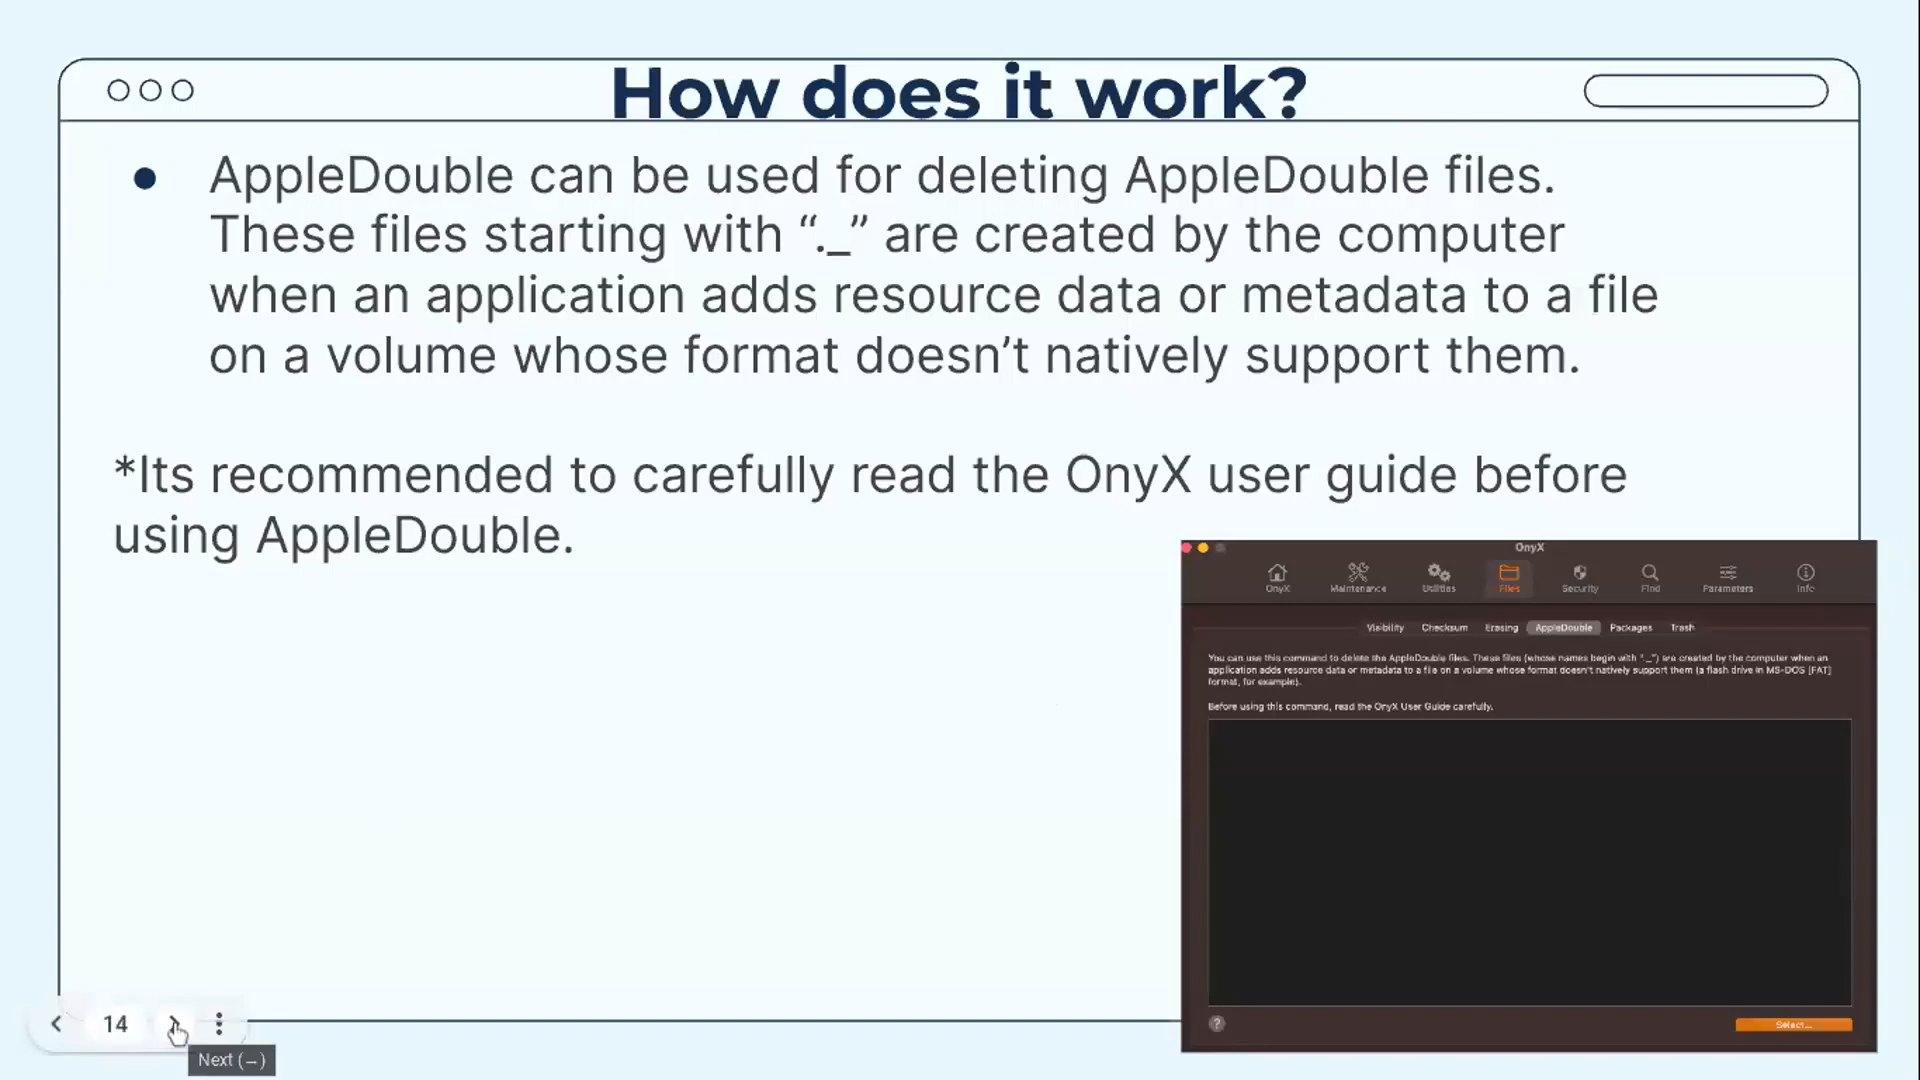 How does it work?
● AppleDouble can be used for deleting AppleDouble files.
These files starting with “._” are created by the computer
when an application adds resource data or metadata to a file
on a volume whose format doesn’t natively support them.
*Its recommended to carefully read the OnyX user guide before
using AppleDouble.
OnyX
OnyX Maintenance Utilities Files Security Find Parameters Info
Visibility Checksum Erasing AppleDouble Packages Trash
You can use this command to delete the AppleDouble files. These files (whose names begin with "._") are created by the computer when an
application adds resource data or metadata to a file on a volume whose format doesn't natively support them (a flash drive in MS-DOS [FAT]
format, for example).
Before using this command, read the OnyX User Guide carefully.
?
Select...
14
Next (→)